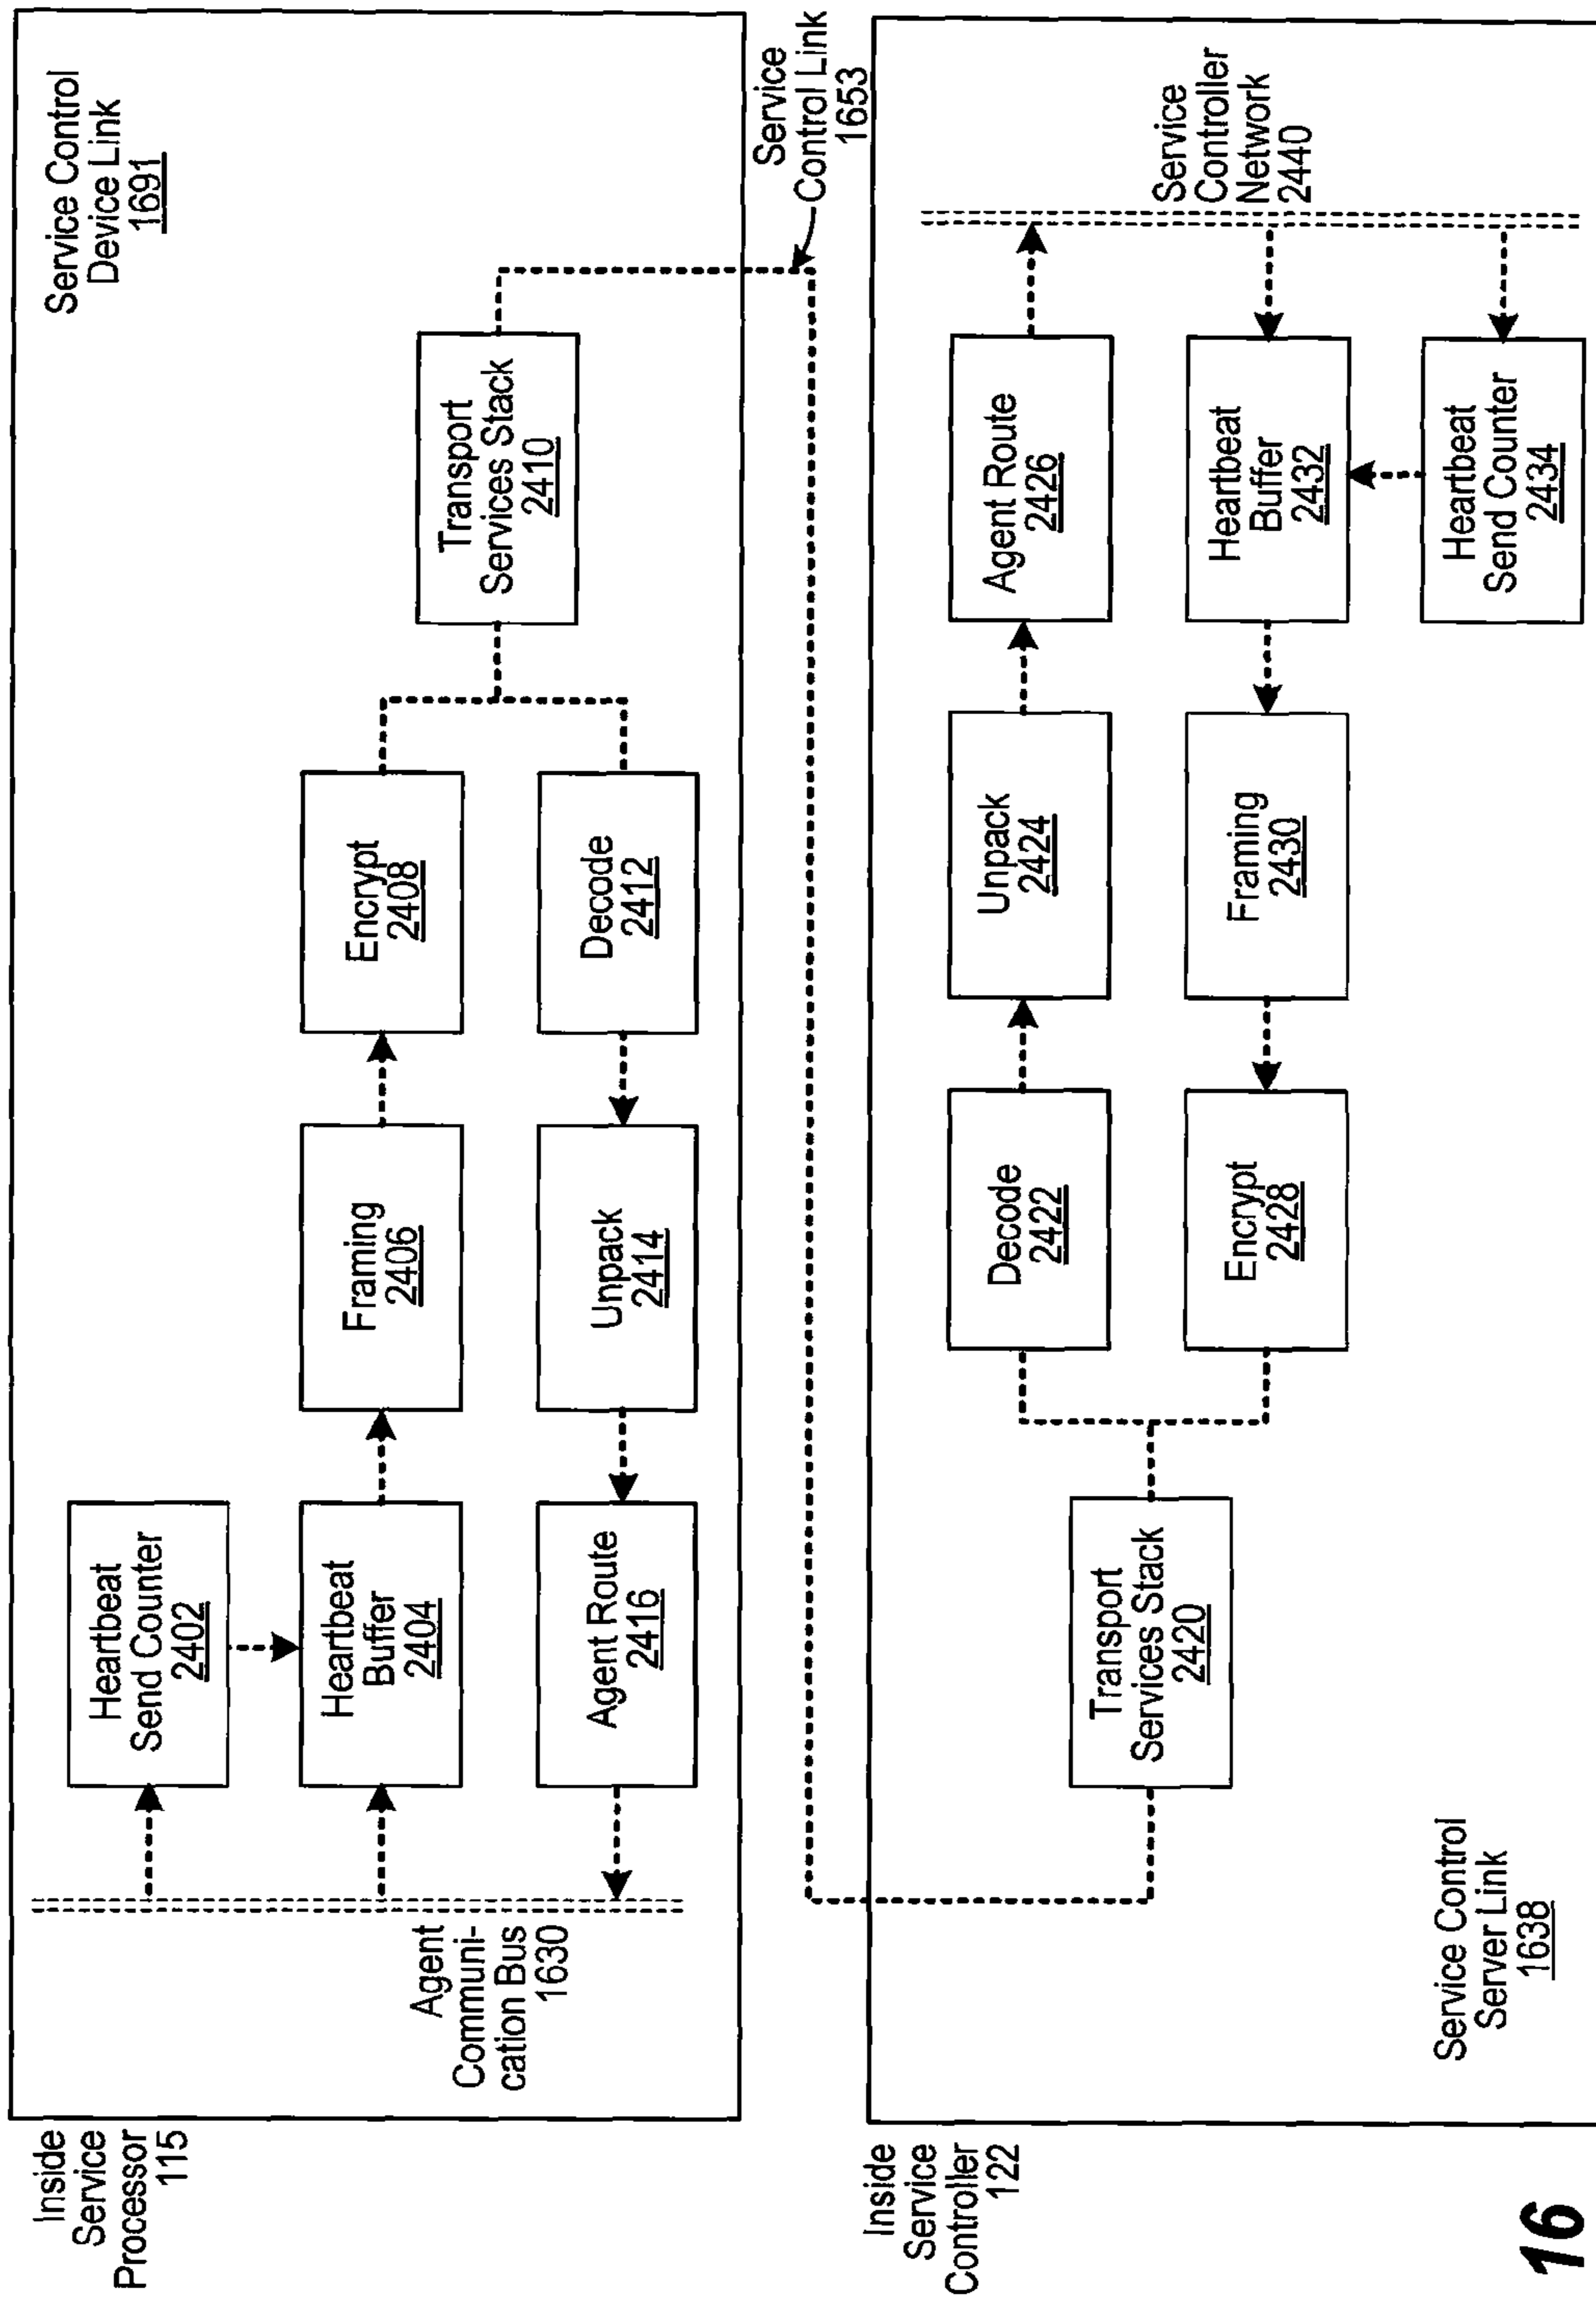 Inside
Service
Processor
115
Service Control
Device Link
1691
Agent
Communi-
cation Bus
1630
Heartbeat
Send Counter
2402
Heartbeat
Buffer
2404
Framing
2406
Encrypt
2408
Transport
Services Stack
2410
Decode
2412
Unpack
2414
Agent Route
2416
Service
Control Link
1653
Inside
Service
Controller
122
Transport
Services Stack
2420
Decode
2422
Unpack
2424
Agent Route
2426
Encrypt
2428
Framing
2430
Heartbeat
Buffer
2432
Heartbeat
Send Counter
2434
Service
Controller
Network
2440
Service Control
Server Link
1638
16